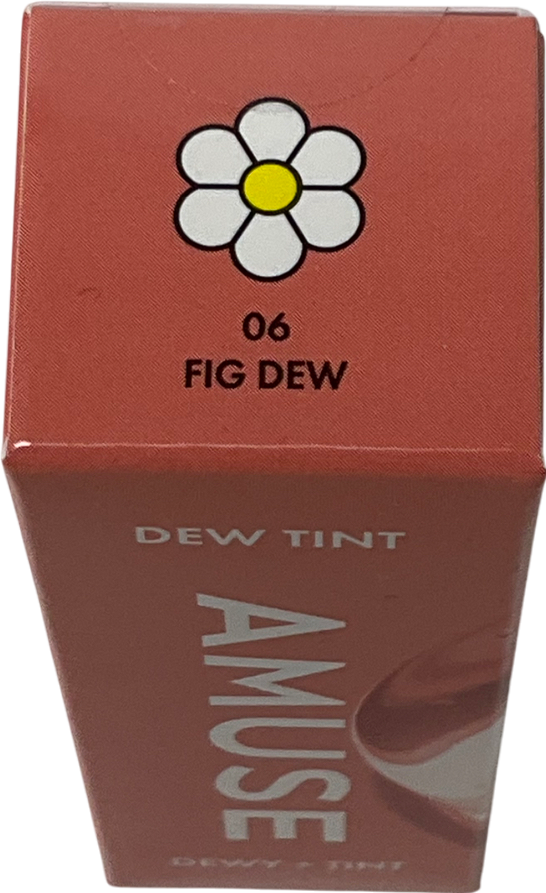 06
FIG DEW
DEW TINT
AMUSE
DEWY + TINT